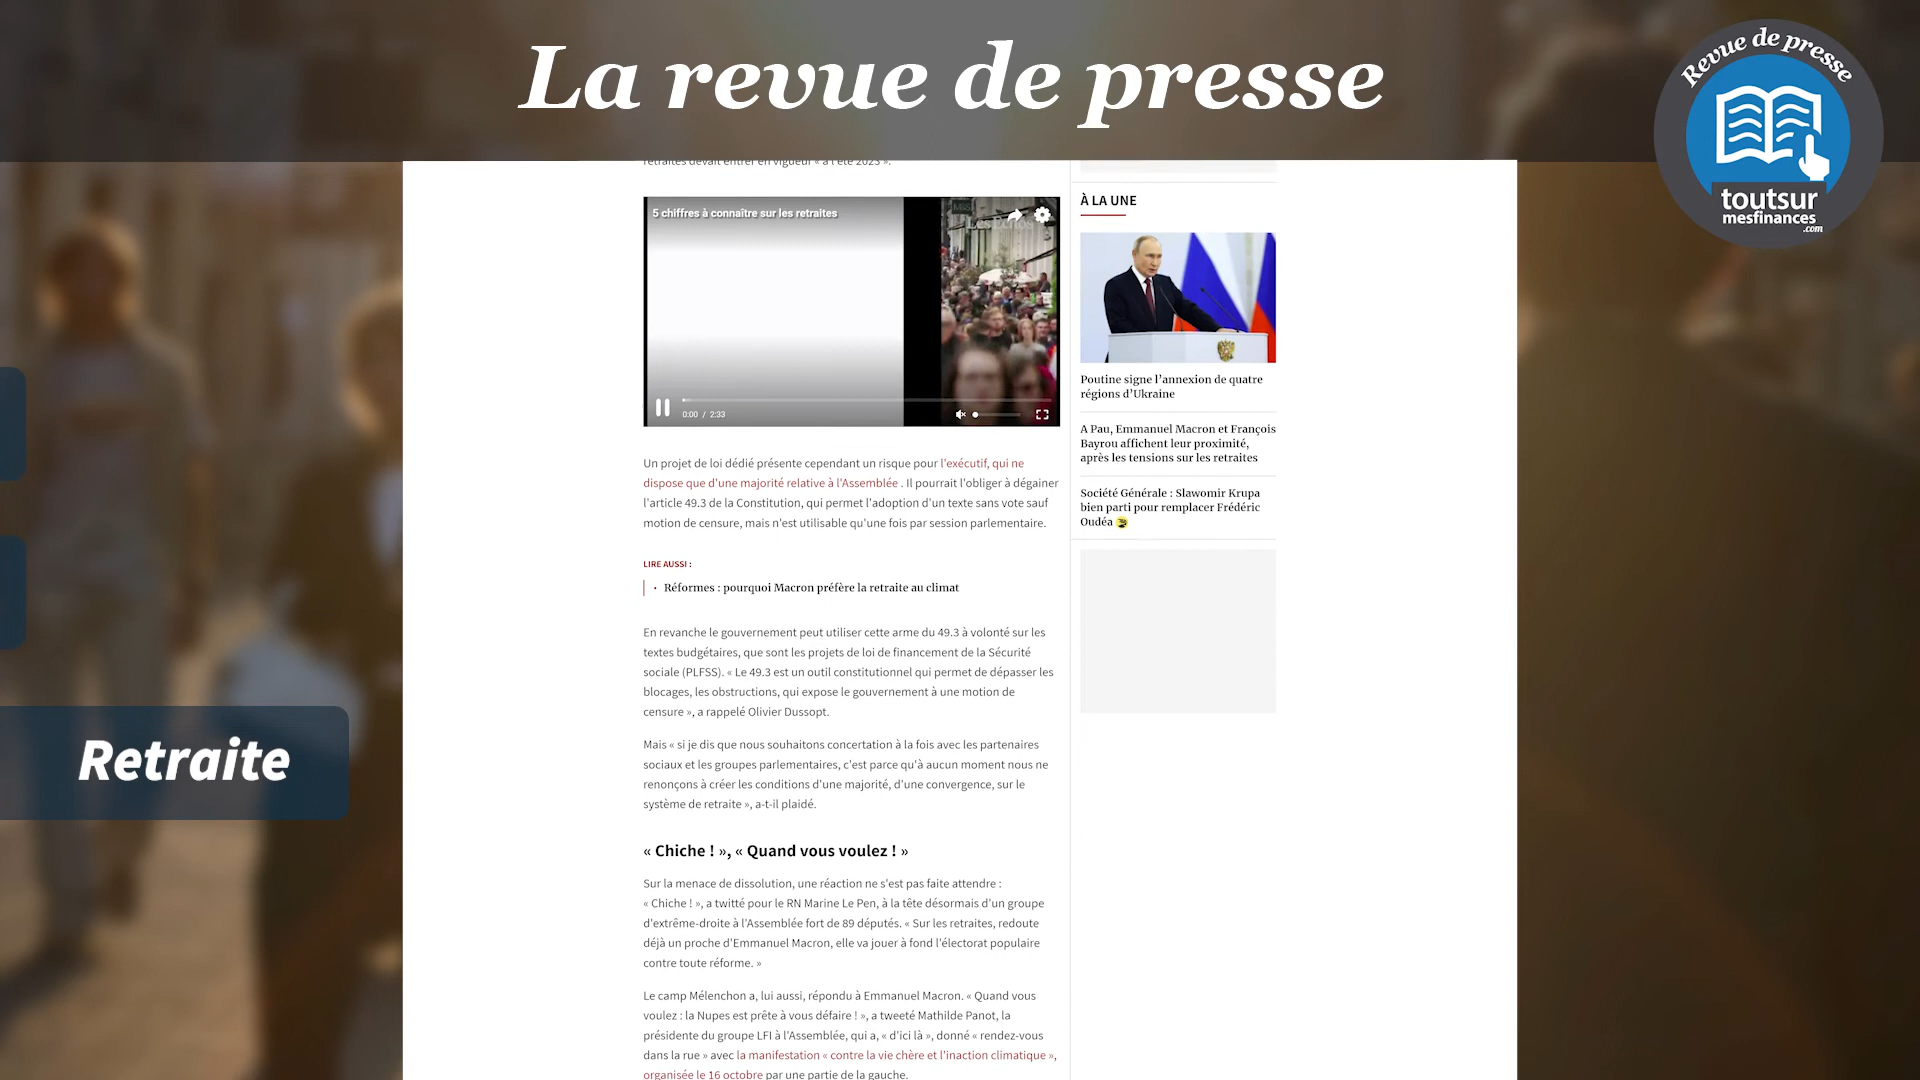 La revue de presse
Revue de presse
toutsur
mesfinances
.com
retraites devait entrer en vigueur « à l'été 2023 ».
5 chiffres à connaître sur les retraites
Les Echos
0:00 / 2:33
Un projet de loi dédié présente cependant un risque pour l'exécutif, qui ne
dispose que d'une majorité relative à l'Assemblée . Il pourrait l'obliger à dégainer
l'article 49.3 de la Constitution, qui permet l'adoption d'un texte sans vote sauf
motion de censure, mais n'est utilisable qu'une fois par session parlementaire.
LIRE AUSSI :
• Réformes : pourquoi Macron préfère la retraite au climat
En revanche le gouvernement peut utiliser cette arme du 49.3 à volonté sur les
textes budgétaires, que sont les projets de loi de financement de la Sécurité
sociale (PLFSS). « Le 49.3 est un outil constitutionnel qui permet de dépasser les
blocages, les obstructions, qui expose le gouvernement à une motion de
censure », a rappelé Olivier Dussopt.
Mais « si je dis que nous souhaitons concertation à la fois avec les partenaires
sociaux et les groupes parlementaires, c'est parce qu'à aucun moment nous ne
renonçons à créer les conditions d'une majorité, d'une convergence, sur le
système de retraite », a-t-il plaidé.
« Chiche ! », « Quand vous voulez ! »
Sur la menace de dissolution, une réaction ne s'est pas faite attendre :
« Chiche ! », a twitté pour le RN Marine Le Pen, à la tête désormais d'un groupe
d'extrême-droite à l'Assemblée fort de 89 députés. « Sur les retraites, redoute
déjà un proche d'Emmanuel Macron, elle va jouer à fond l'électorat populaire
contre toute réforme. »
Le camp Mélenchon a, lui aussi, répondu à Emmanuel Macron. « Quand vous
voulez : la Nupes est prête à vous défaire ! », a tweeté Mathilde Panot, la
présidente du groupe LFI à l'Assemblée, qui a, « d'ici là », donné « rendez-vous
dans la rue » avec la manifestation « contre la vie chère et l'inaction climatique »,
organisée le 16 octobre par une partie de la gauche.
À LA UNE
Poutine signe l'annexion de quatre
régions d'Ukraine
A Pau, Emmanuel Macron et François
Bayrou affichent leur proximité,
après les tensions sur les retraites
Société Générale : Slawomir Krupa
bien parti pour remplacer Frédéric
Oudéa
Retraite